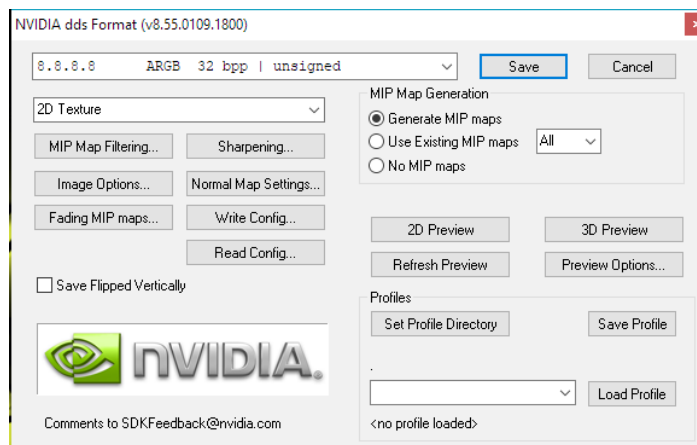 NVIDIA dds Format (v8.55.0109.1800)
8.8.8.8 ARGB 32 bpp | unsigned
Save
Cancel
2D Texture
MIP Map Generation
Generate MIP maps
Use Existing MIP maps
All
No MIP maps
MIP Map Filtering...
Sharpening...
Image Options...
Normal Map Settings...
Fading MIP maps...
Write Config...
Read Config...
2D Preview
3D Preview
Refresh Preview
Preview Options...
Save Flipped Vertically
Profiles
Set Profile Directory
Save Profile
.
Load Profile
<no profile loaded>
NVIDIA.
Comments to SDKFeedback@nvidia.com